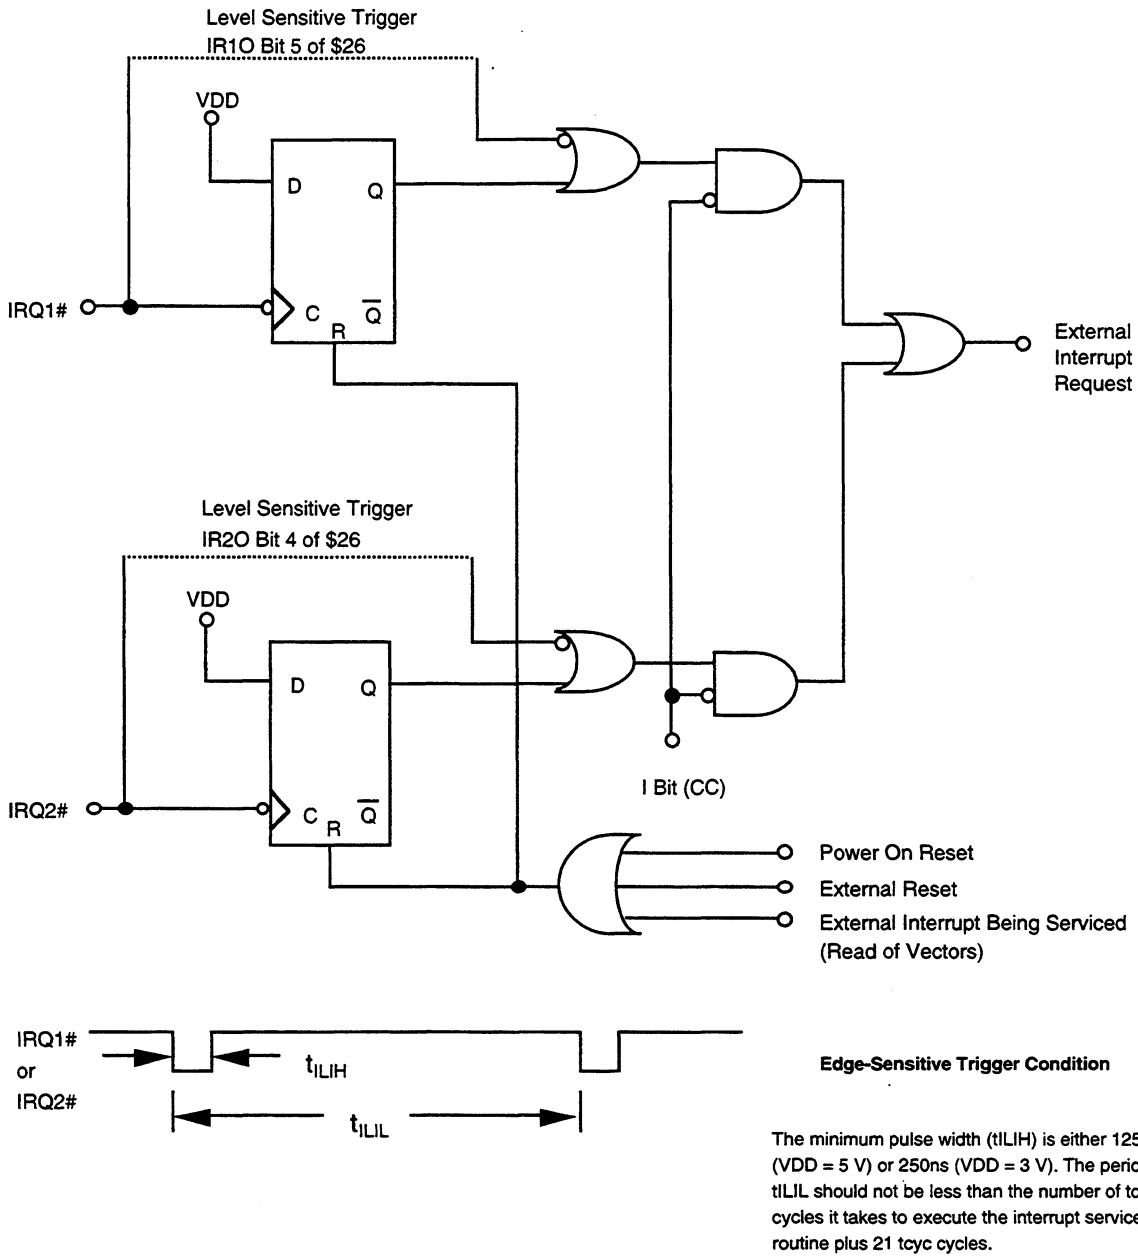 Level Sensitive Trigger
IR1O Bit 5 of $26
VDD
D
Q
IRQ1#
C
Q̅
R
External
Interrupt
Request
Level Sensitive Trigger
IR2O Bit 4 of $26
VDD
D
Q
I Bit (CC)
IRQ2#
C
Q̅
R
Power On Reset
External Reset
External Interrupt Being Serviced
(Read of Vectors)
IRQ1#
or
IRQ2#
tILIH
tILIL
Edge-Sensitive Trigger Condition
The minimum pulse width (tILIH) is either 125
(VDD = 5 V) or 250ns (VDD = 3 V). The
tILIL should not be less than the number of
cycles it takes to execute the interrupt service
routine plus 21 tcyc cycles.